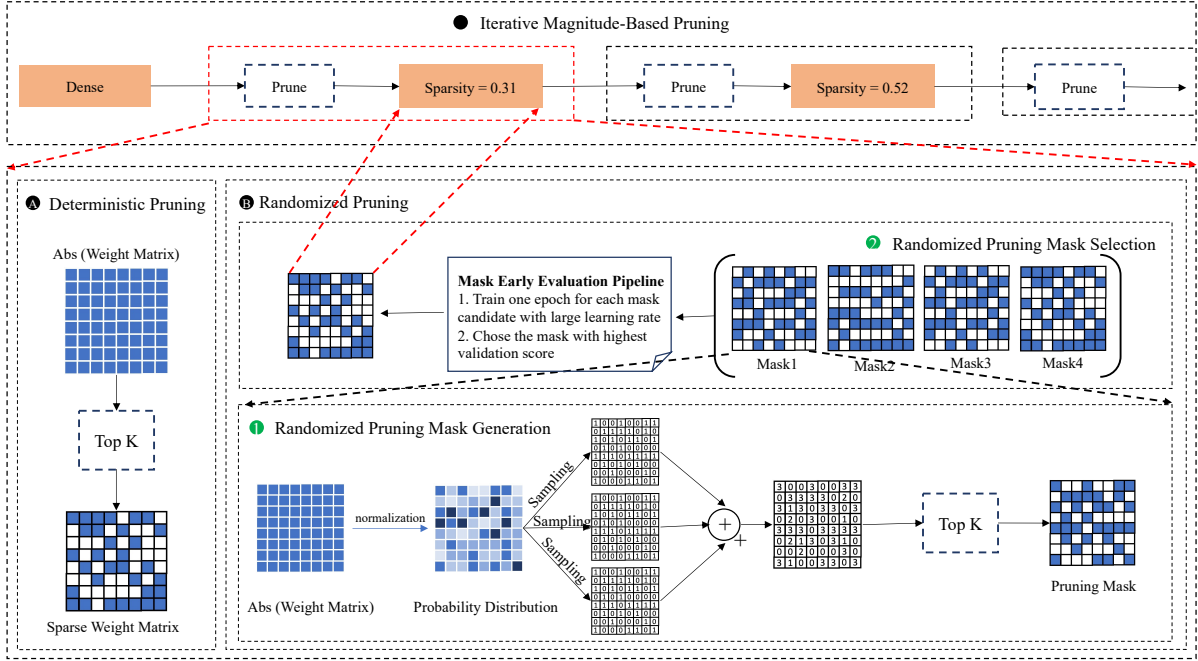 Iterative Magnitude-Based Pruning
Dense
Prune
Sparsity = 0.31
Prune
Sparsity = 0.52
Prune
A Deterministic Pruning
Abs (Weight Matrix)
Top K
Sparse Weight Matrix
B Randomized Pruning
2 Randomized Pruning Mask Selection
Mask Early Evaluation Pipeline
1. Train one epoch for each mask
candidate with large learning rate
2. Chose the mask with highest
validation score
Mask1
Mask2
Mask3
Mask4
1 Randomized Pruning Mask Generation
Abs (Weight Matrix)
normalization
Probability Distribution
Sampling
Sampling
Sampling
+
+
Top K
Pruning Mask